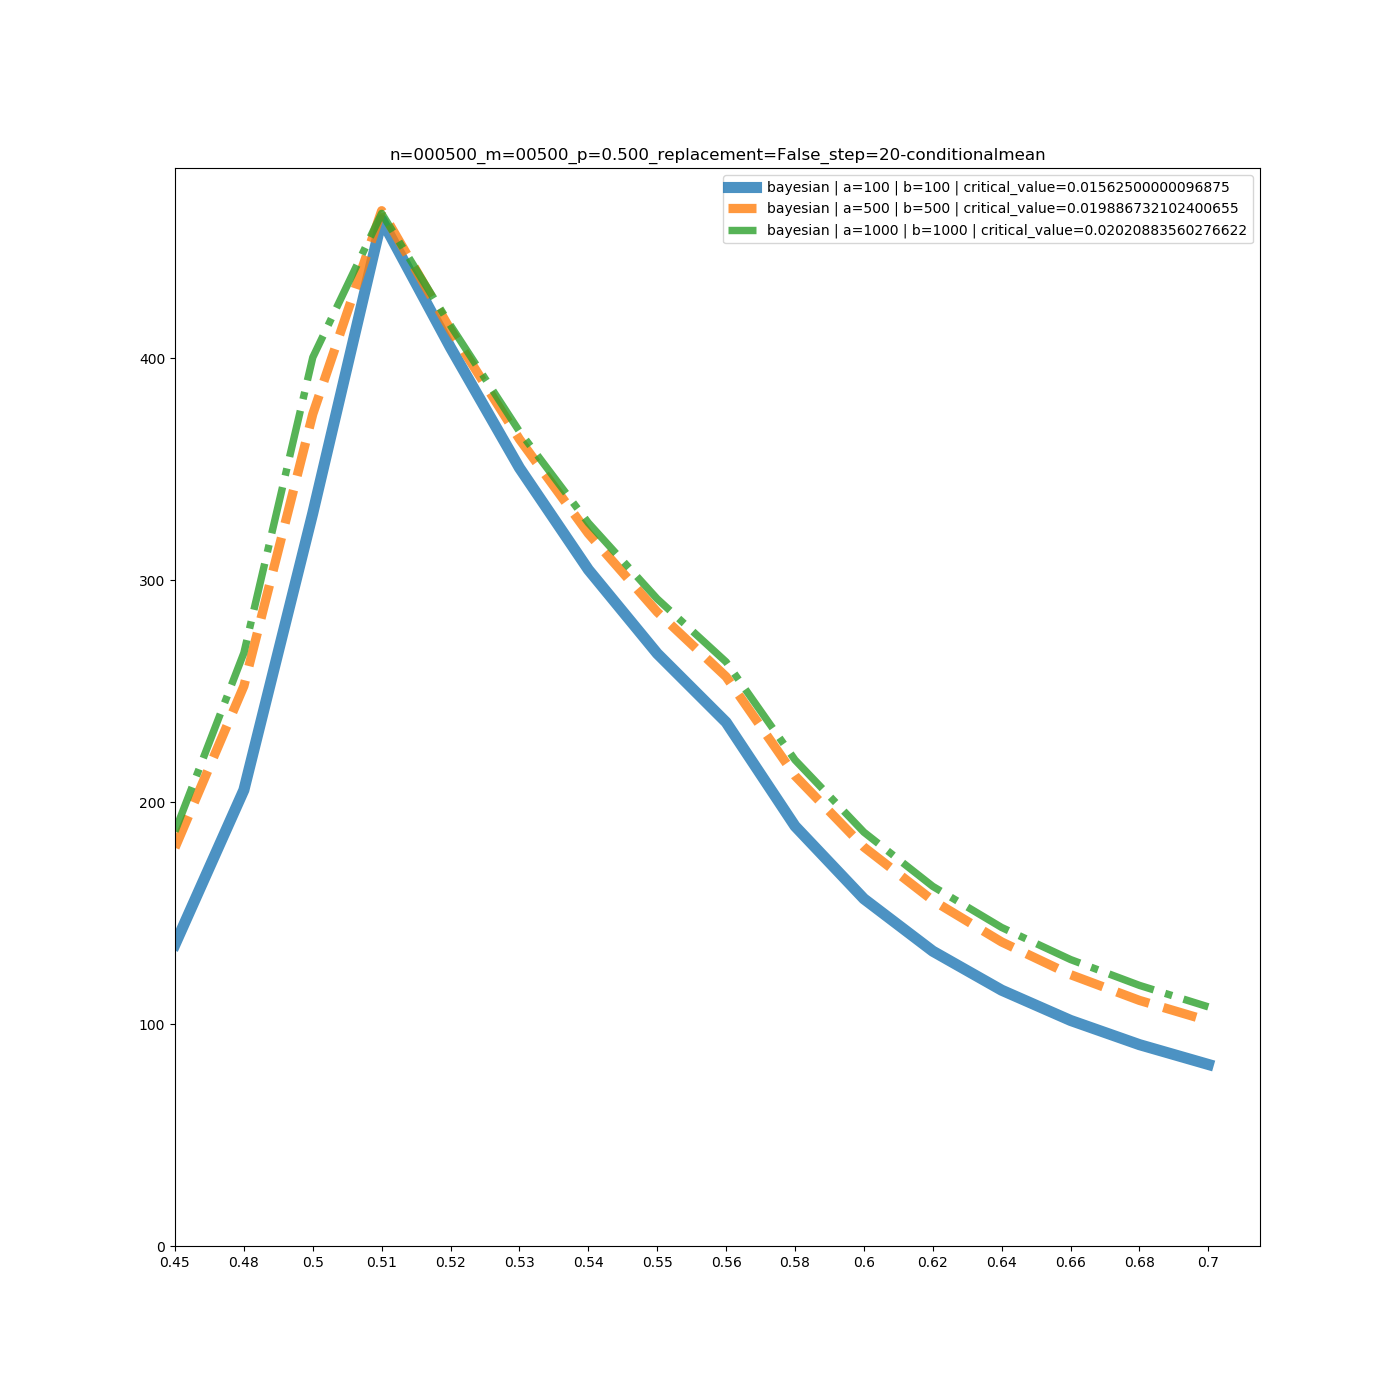 n=000500_m=00500_p=0.500_replacement=False_step=20-conditionalmean
bayesian | a=100 | b=100 | critical_value=0.01562500000096875
bayesian | a=500 | b=500 | critical_value=0.019886732102400655
bayesian | a=1000 | b=1000 | critical_value=0.02020883560276622
400
300
200
100
0
0.45 0.48 0.5 0.51 0.52 0.53 0.54 0.55 0.56 0.58 0.6 0.62 0.64 0.66 0.68 0.7